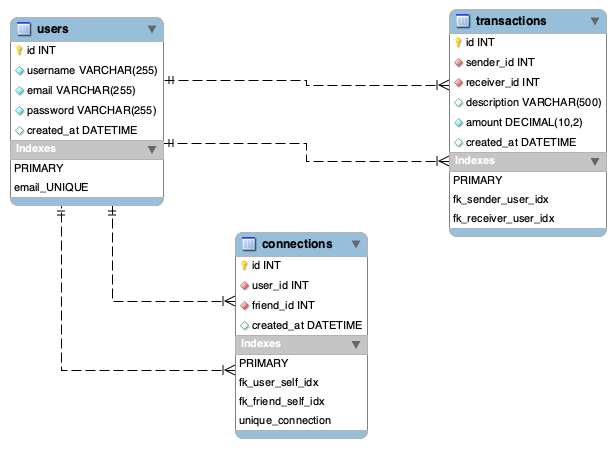 users
id INT
username VARCHAR(255)
email VARCHAR(255)
password VARCHAR(255)
created_at DATETIME
Indexes
PRIMARY
email_UNIQUE
transactions
id INT
sender_id INT
receiver_id INT
description VARCHAR(500)
amount DECIMAL(10,2)
created_at DATETIME
Indexes
PRIMARY
fk_sender_user_idx
fk_receiver_user_idx
connections
id INT
user_id INT
friend_id INT
created_at DATETIME
Indexes
PRIMARY
fk_user_self_idx
fk_friend_self_idx
unique_connection